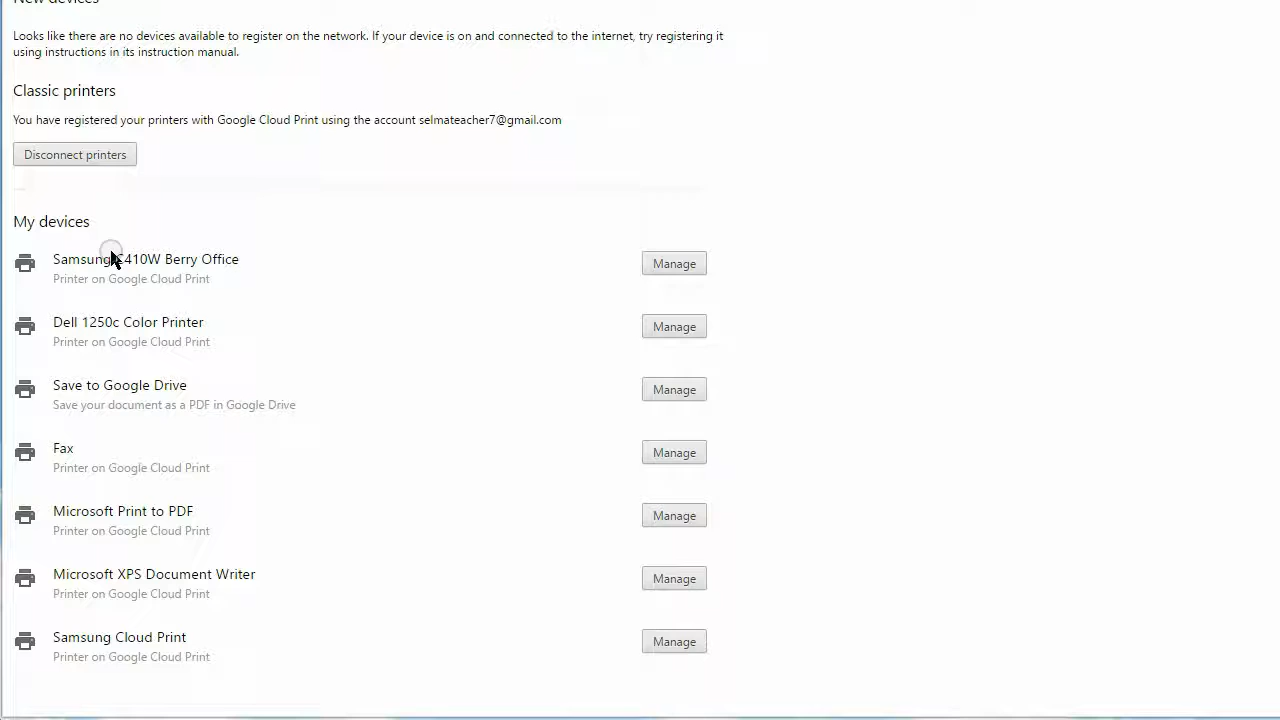 New devices
Looks like there are no devices available to register on the network. If your device is on and connected to the internet, try registering it
using instructions in its instruction manual.
Classic printers
You have registered your printers with Google Cloud Print using the account selmateacher7@gmail.com
Disconnect printers
My devices
Samsung 410W Berry Office
Printer on Google Cloud Print
Manage
Dell 1250c Color Printer
Printer on Google Cloud Print
Manage
Save to Google Drive
Save your document as a PDF in Google Drive
Manage
Fax
Printer on Google Cloud Print
Manage
Microsoft Print to PDF
Printer on Google Cloud Print
Manage
Microsoft XPS Document Writer
Printer on Google Cloud Print
Manage
Samsung Cloud Print
Printer on Google Cloud Print
Manage